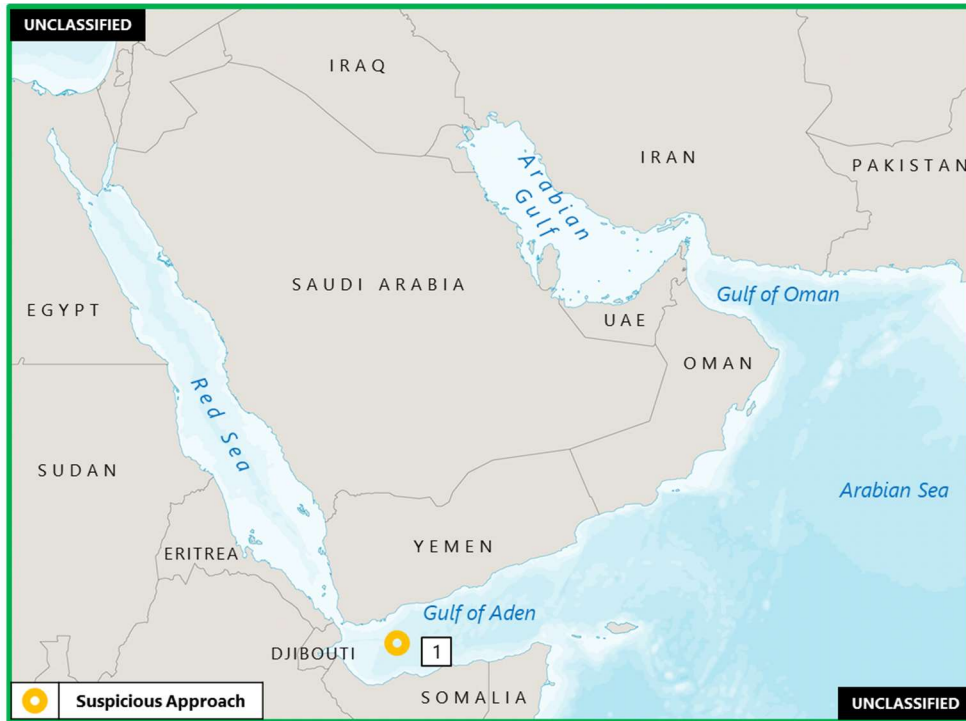 UNCLASSIFIED
IRAQ
IRAN
PAKISTAN
Arabian
Gulf
SAUDI ARABIA
Gulf of Oman
EGYPT
UAE
OMAN
Red Sea
SUDAN
Arabian Sea
YEMEN
ERITREA
Gulf of Aden
DJIBOUTI
1
SOMALIA
Suspicious Approach
UNCLASSIFIED